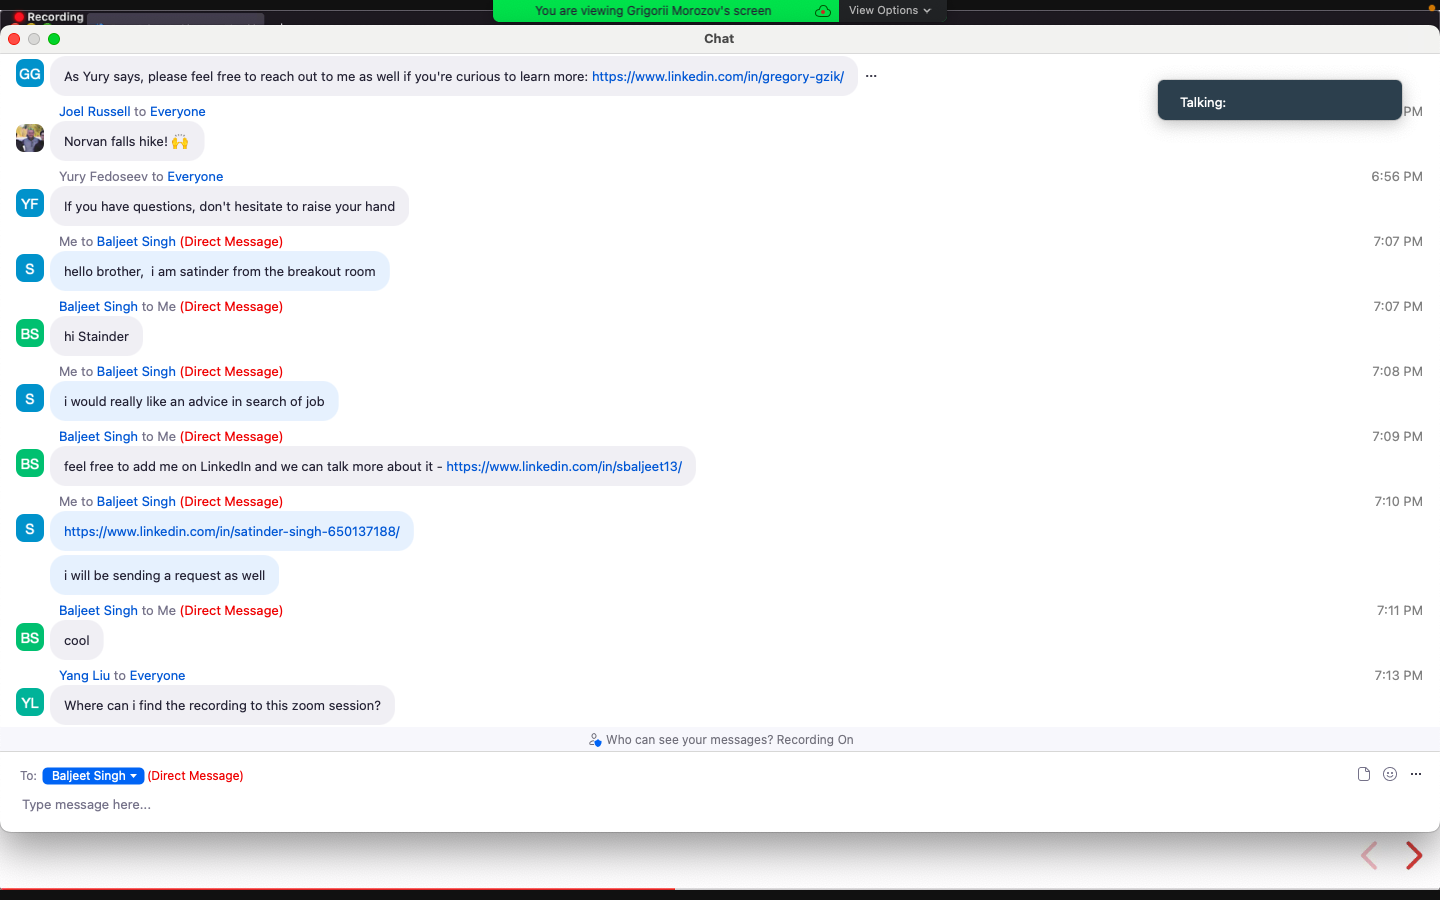 Recording
You are viewing Grigorii Morozov's screen
View Options
Chat
GG
As Yury says, please feel free to reach out to me as well if you're curious to learn more: https://www.linkedin.com/in/gregory-gzik/
Talking:
Joel Russell to Everyone
PM
Norvan falls hike! 🙌
Yury Fedoseev to Everyone
6:56 PM
YF
If you have questions, don't hesitate to raise your hand
Me to Baljeet Singh (Direct Message)
7:07 PM
S
hello brother,  i am satinder from the breakout room
Baljeet Singh to Me (Direct Message)
7:07 PM
BS
hi Stainder
Me to Baljeet Singh (Direct Message)
7:08 PM
S
i would really like an advice in search of job
Baljeet Singh to Me (Direct Message)
7:09 PM
BS
feel free to add me on LinkedIn and we can talk more about it - https://www.linkedin.com/in/sbaljeet13/
Me to Baljeet Singh (Direct Message)
7:10 PM
S
https://www.linkedin.com/in/satinder-singh-650137188/
i will be sending a request as well
Baljeet Singh to Me (Direct Message)
7:11 PM
BS
cool
Yang Liu to Everyone
7:13 PM
YL
Where can i find the recording to this zoom session?
Who can see your messages? Recording On
To: Baljeet Singh (Direct Message)
Type message here...